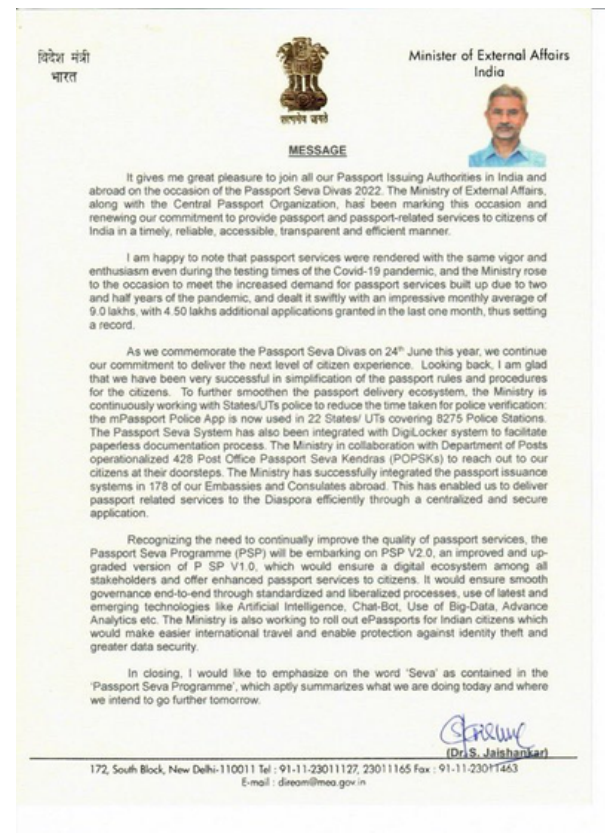 विदेश मंत्री
भारत
सत्यमेव जयते
Minister of External Affairs
India
MESSAGE
It gives me great pleasure to join all our Passport Issuing Authorities in India and
abroad on the occasion of the Passport Seva Divas 2022. The Ministry of External Affairs,
along with the Central Passport Organization, has been marking this occasion and
renewing our commitment to provide passport and passport-related services to citizens of
India in a timely, reliable, accessible, transparent and efficient manner.
I am happy to note that passport services were rendered with the same vigor and
enthusiasm even during the testing times of the Covid-19 pandemic, and the Ministry rose
to the occasion to meet the increased demand for passport services built up due to two
and half years of the pandemic, and dealt it swiftly with an impressive monthly average of
9.0 lakhs, with 4.50 lakhs additional applications granted in the last one month, thus setting
a record.
As we commemorate the Passport Seva Divas on 24th June this year, we continue
our commitment to deliver the next level of citizen experience. Looking back, I am glad
that we have been very successful in simplification of the passport rules and procedures
for the citizens. To further smoothen the passport delivery ecosystem, the Ministry is
continuously working with States/UTs police to reduce the time taken for police verification:
the mPassport Police App is now used in 22 States/ UTs covering 8275 Police Stations.
The Passport Seva System has also been integrated with DigiLocker system to facilitate
paperless documentation process. The Ministry in collaboration with Department of Posts
operationalized 428 Post Office Passport Seva Kendras (POPSKs) to reach out to our
citizens at their doorsteps. The Ministry has successfully integrated the passport issuance
systems in 178 of our Embassies and Consulates abroad. This has enabled us to deliver
passport related services to the Diaspora efficiently through a centralized and secure
application.
Recognizing the need to continually improve the quality of passport services, the
Passport Seva Programme (PSP) will be embarking on PSP V2.0, an improved and up-
graded version of P SP V1.0, which would ensure a digital ecosystem among all
stakeholders and offer enhanced passport services to citizens. It would ensure smooth
governance end-to-end through standardized and liberalized processes, use of latest and
emerging technologies like Artificial Intelligence, Chat-Bot, Use of Big-Data, Advance
Analytics etc. The Ministry is also working to roll out ePassports for Indian citizens which
would make easier international travel and enable protection against identity theft and
greater data security.
In closing, I would like to emphasize on the word 'Seva' as contained in the
'Passport Seva Programme', which aptly summarizes what we are doing today and where
we intend to go further tomorrow.
(Dr. S. Jaishankar)
172, South Block, New Delhi-110011 Tel : 91-11-23011127, 23011165 Fax : 91-11-23011463
E-mail : diream@mea.gov.in